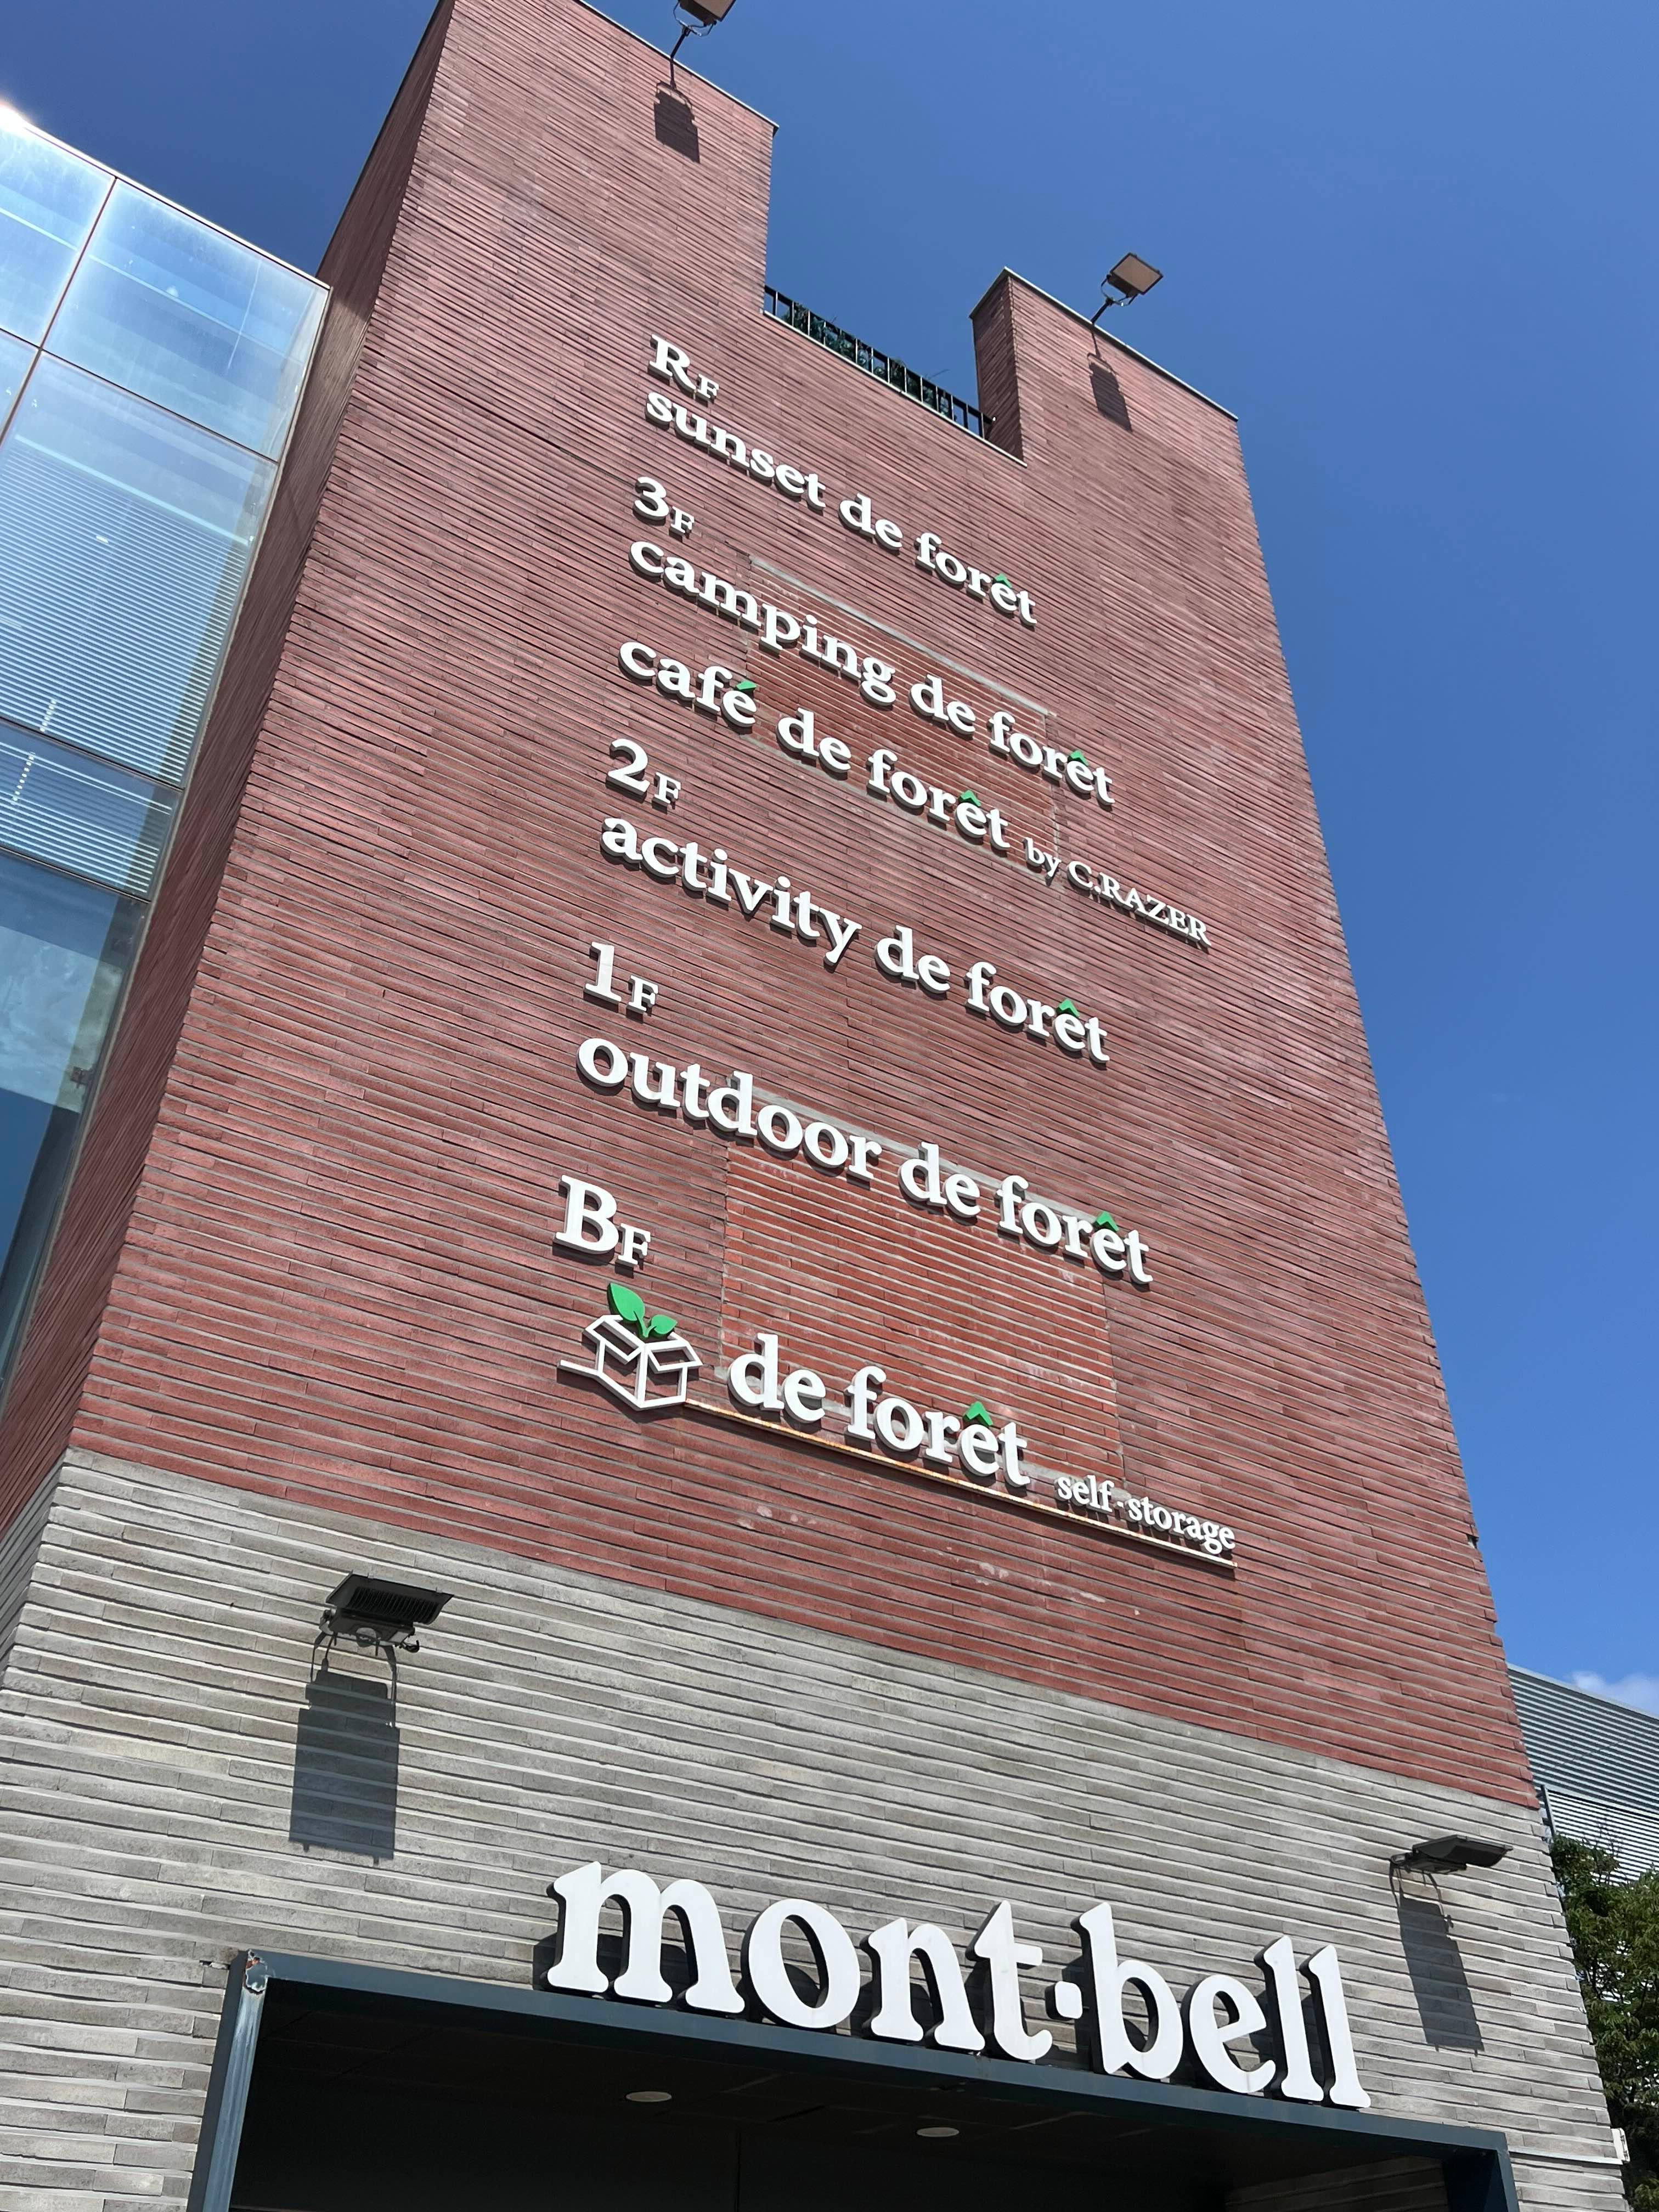 RF
sunset de forêt
3F
camping de forêt
café de forêt by C.RAZER
2F
activity de forêt
1F
outdoor de forêt
BF
de forêt self-storage
mont·bell